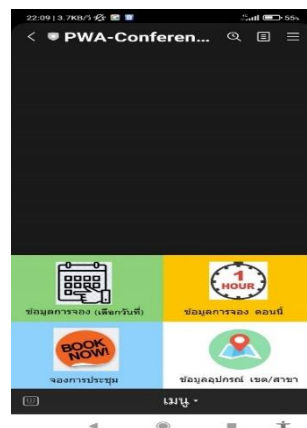 22:09 | 3.7KB/วิ
55%
PWA-Conferen...
1
HOUR
ข้อมูลการจอง (เลือกวันที่)
ข้อมูลการจอง ตอนนี้
BOOK
NOW!
จองการประชุม
ข้อมูลอุปกรณ์ เขต/สาขา
เมนู